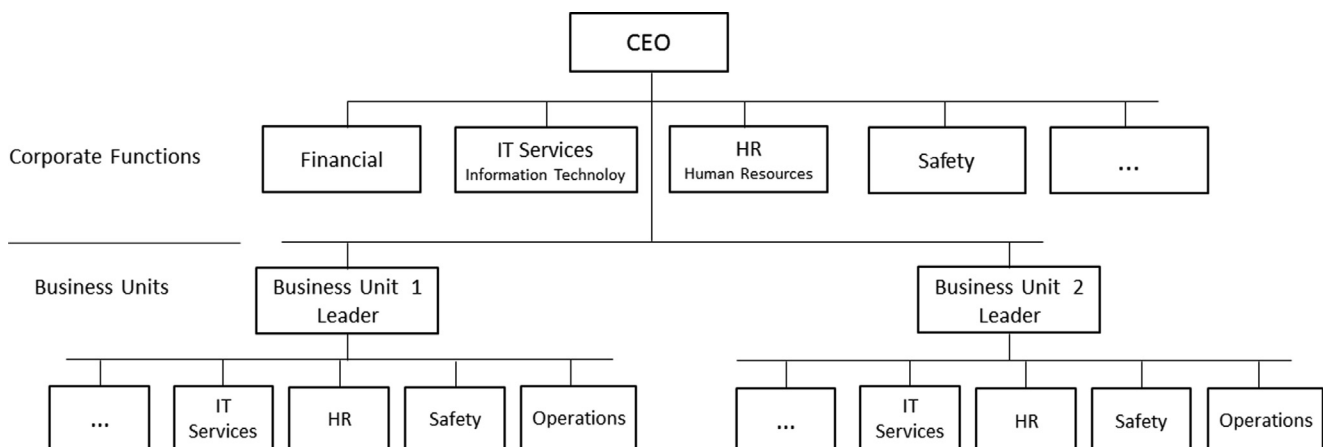 CEO
Corporate Functions
Financial
IT Services
Information Technoloy
HR
Human Resources
Safety
...
Business Units
Business Unit 1
Leader
Business Unit 2
Leader
...
IT
Services
HR
Safety
Operations
...
IT
Services
HR
Safety
Operations